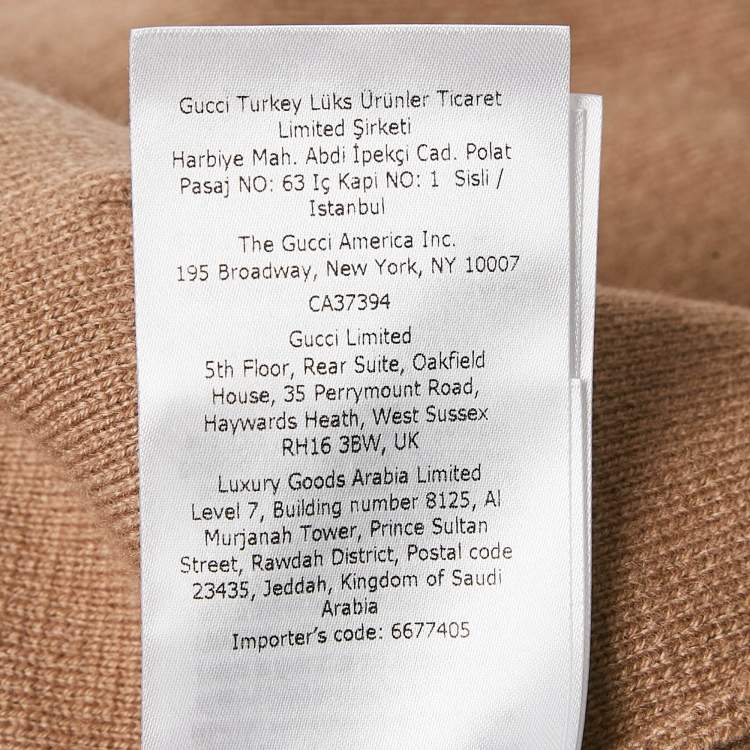 Gucci Turkey Lüks Ürünler Ticaret
Limited Şirketi
Harbiye Mah. Abdi İpekçi Cad. Polat
Pasaj NO: 63 Iç Kapi NO: 1 Sisli /
Istanbul
The Gucci America Inc.
195 Broadway, New York, NY 10007
CA37394
Gucci Limited
5th Floor, Rear Suite, Oakfield
House, 35 Perrymount Road,
Haywards Heath, West Sussex
RH16 3BW, UK
Luxury Goods Arabia Limited
Level 7, Building number 8125, Al
Murjanah Tower, Prince Sultan
Street, Rawdah District, Postal code
23435, Jeddah, Kingdom of Saudi
Arabia
Importer's code: 6677405